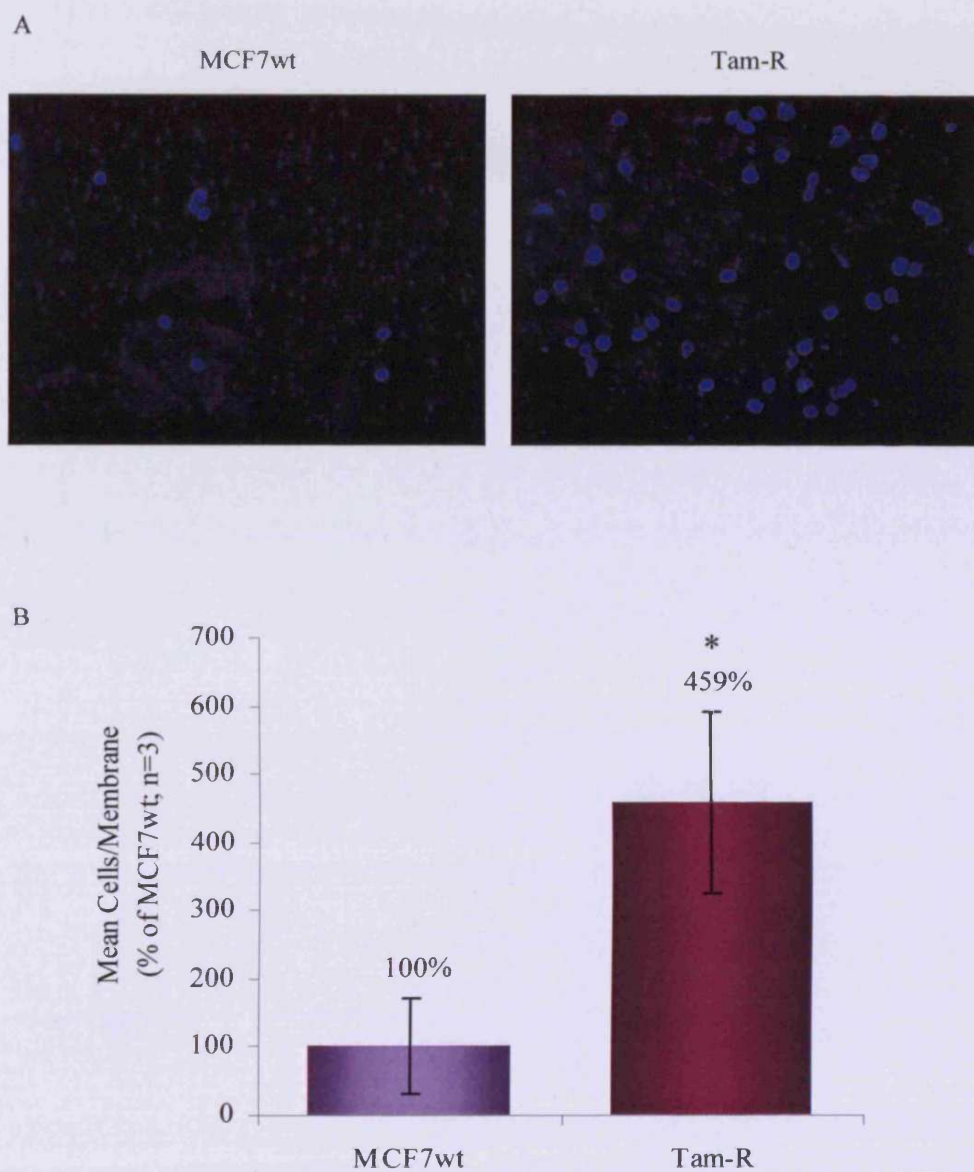 A
MCF7wt Tam-R
B
Mean Cells/Membrane
(% of MCF7wt; n=3)
700
600
500
400
300
200
100
0
100%
*
459%
MCF7wt Tam-R